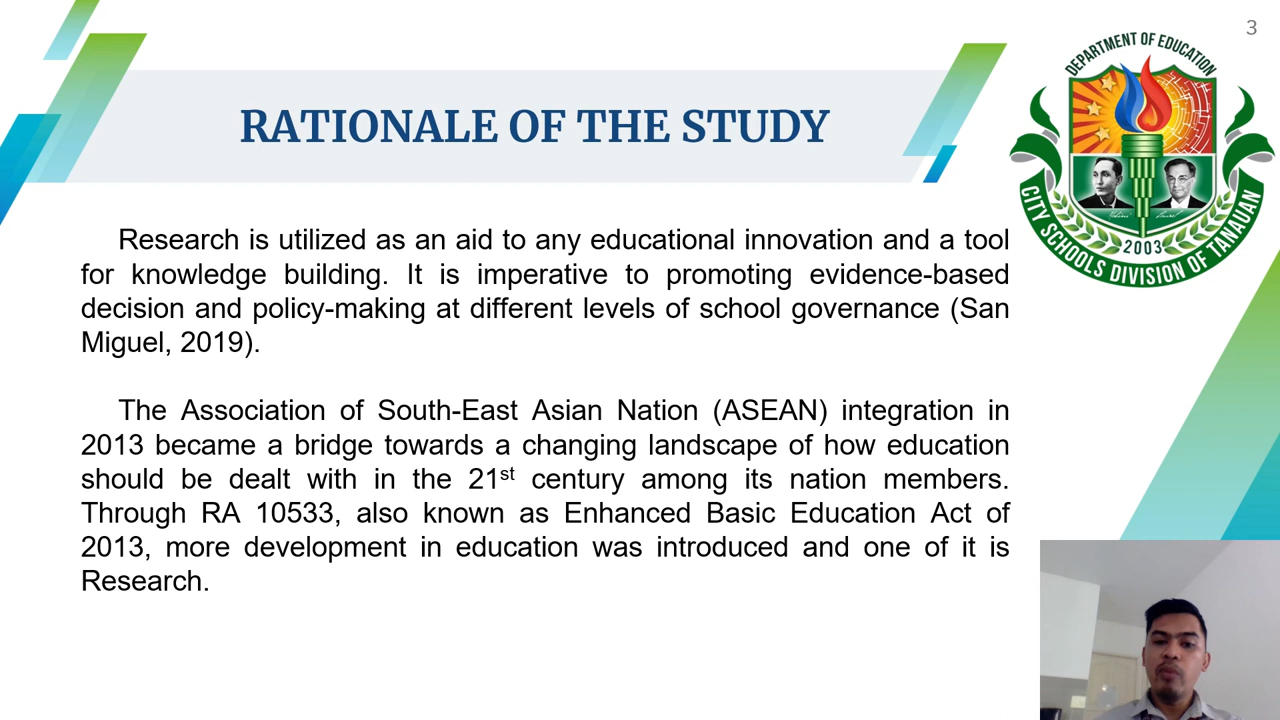 3
RATIONALE OF THE STUDY
DEPARTMENT OF EDUCATION
2003
CITY SCHOOLS DIVISION OF TANAUAN
Research is utilized as an aid to any educational innovation and a tool
for knowledge building. It is imperative to promoting evidence-based
decision and policy-making at different levels of school governance (San
Miguel, 2019).
The Association of South-East Asian Nation (ASEAN) integration in
2013 became a bridge towards a changing landscape of how education
should be dealt with in the 21st century among its nation members.
Through RA 10533, also known as Enhanced Basic Education Act of
2013, more development in education was introduced and one of it is
Research.